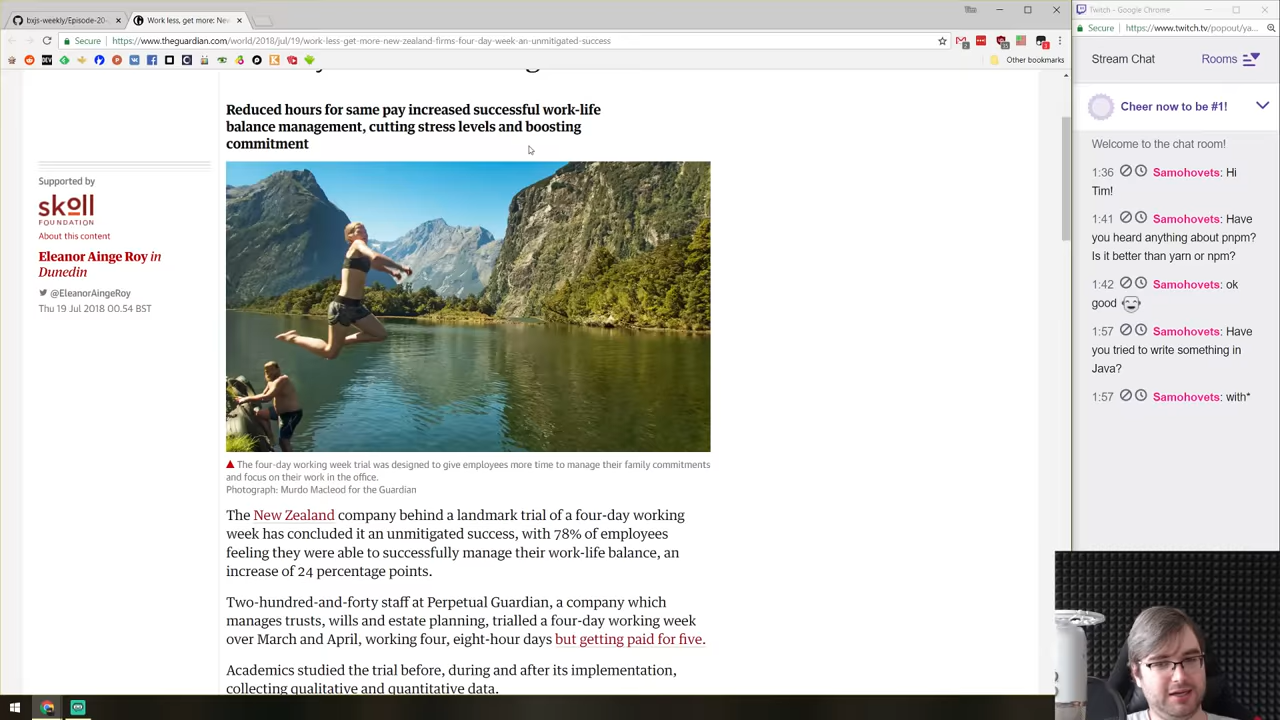 bxjs-weekly/Episode-20-
Work less, get more: Nev
Tim
Secure
https://www.theguardian.com/world/2018/jul/19/work-less-get-more-new-zealand-firms-four-day-week-an-unmitigated-success
Other bookmarks
Reduced hours for same pay increased successful work-life
balance management, cutting stress levels and boosting
commitment
Supported by
skoll
FOUNDATION
About this content
Eleanor Ainge Roy in
Dunedin
@EleanorAingeRoy
Thu 19 Jul 2018 00.54 BST
The four-day working week trial was designed to give employees more time to manage their family commitments
and focus on their work in the office.
Photograph: Murdo Macleod for the Guardian
The New Zealand company behind a landmark trial of a four-day working
week has concluded it an unmitigated success, with 78% of employees
feeling they were able to successfully manage their work-life balance, an
increase of 24 percentage points.
Two-hundred-and-forty staff at Perpetual Guardian, a company which
manages trusts, wills and estate planning, trialled a four-day working week
over March and April, working four, eight-hour days but getting paid for five.
Academics studied the trial before, during and after its implementation,
collecting qualitative and quantitative data.
Twitch - Google Chrome
Secure
https://www.twitch.tv/popout/ya...
Stream Chat
Rooms
Cheer now to be #1!
Welcome to the chat room!
1:36 Samohovets: Hi
Tim!
1:41 Samohovets: Have
you heard anything about pnpm?
Is it better than yarn or npm?
1:42 Samohovets: ok
good
1:57 Samohovets: Have
you tried to write something in
Java?
1:57 Samohovets: with*